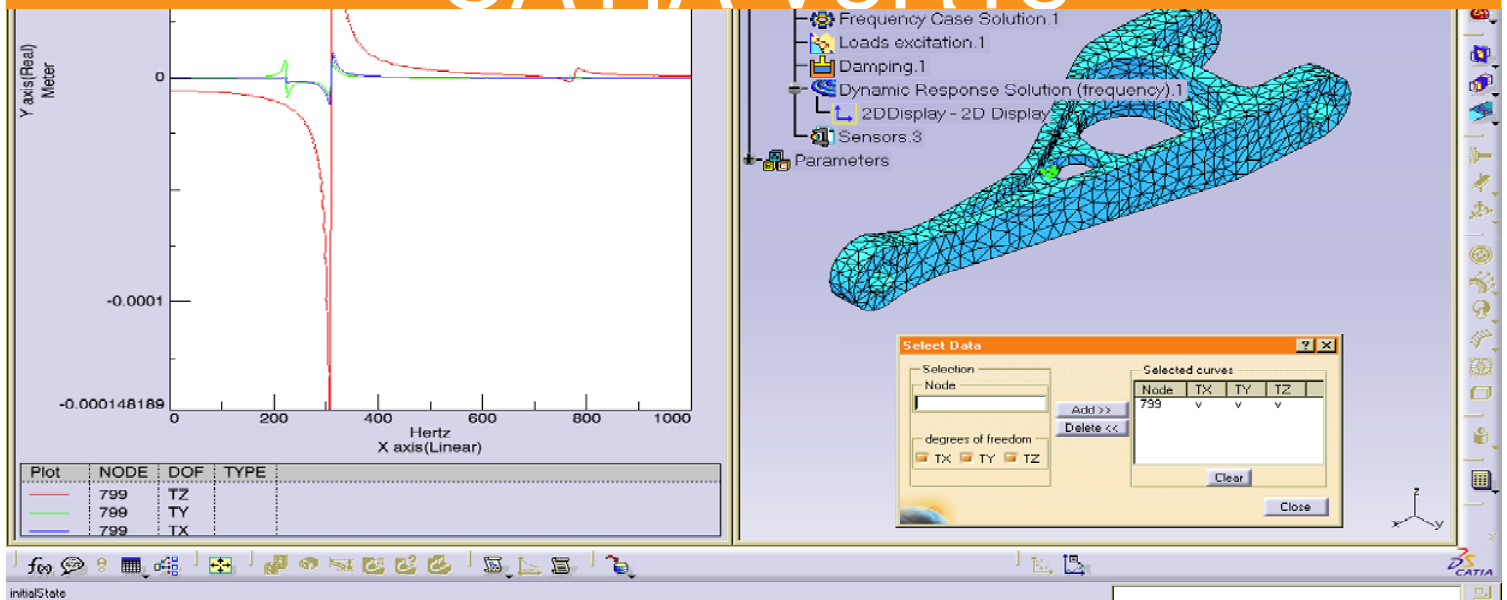 CATIA V5R15
Y axis(Real)
Meter
0
-0.0001
-0.000148189
0 200 400 600 800 1000
Hertz
X axis(Linear)
Plot NODE DOF TYPE
799 TZ
799 TY
799 TX
Frequency Case Solution.1
Loads excitation.1
Damping.1
Dynamic Response Solution (frequency).1
2DDisplay - 2D Display
Sensors.3
Parameters
Select Data
Selection
Node
degrees of freedom
TX TY TZ
Add >>
Delete <<
Selected curves
Node TX TY TZ
799 v v v
Clear
Close
z
x y
f(x)
CATIA
initialState